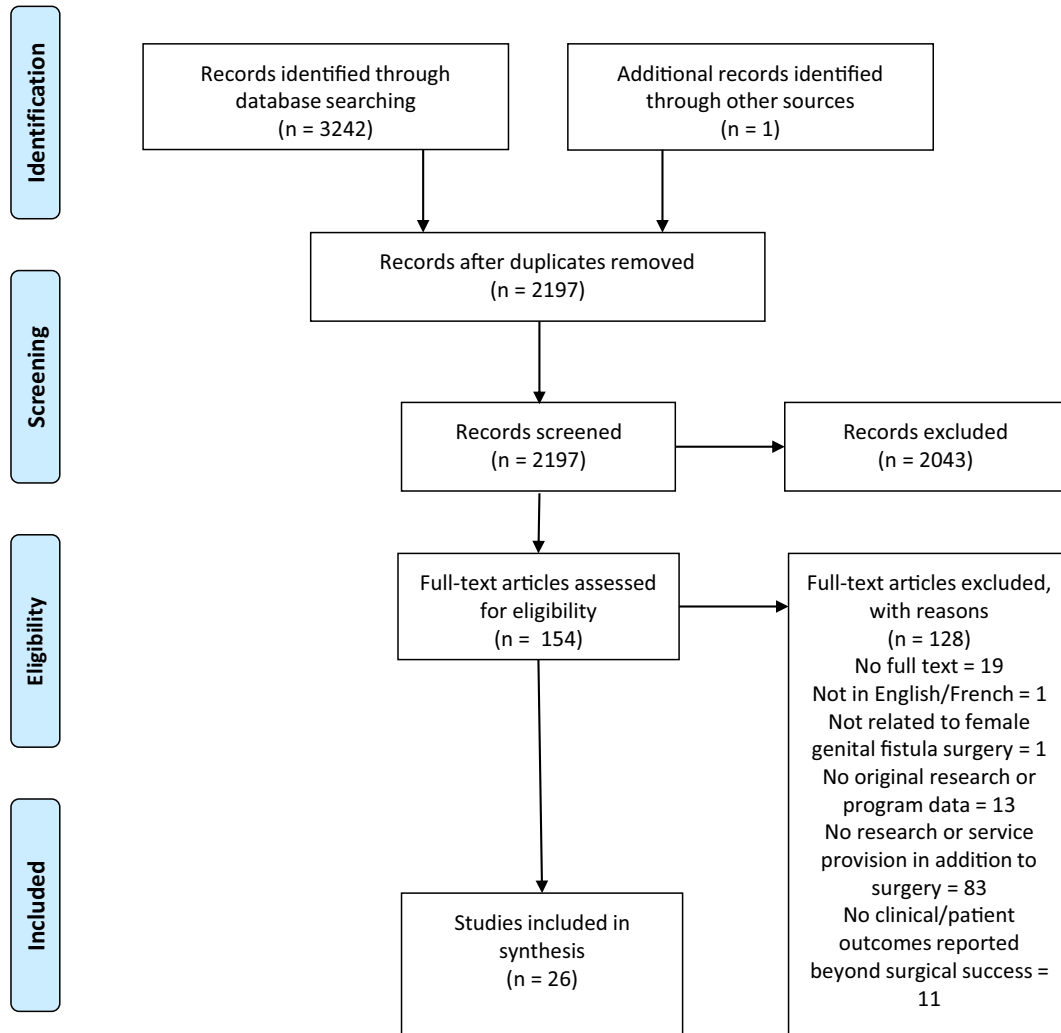 Identification
Records identified through
database searching
(n = 3242)
Additional records identified
through other sources
(n = 1)
Records after duplicates removed
(n = 2197)
Screening
Records screened
(n = 2197)
Records excluded
(n = 2043)
Eligibility
Full-text articles assessed
for eligibility
(n = 154)
Full-text articles excluded,
with reasons
(n = 128)
No full text = 19
Not in English/French = 1
Not related to female
genital fistula surgery = 1
No original research or
program data = 13
No research or service
provision in addition to
surgery = 83
No clinical/patient
outcomes reported
beyond surgical success =
11
Included
Studies included in
synthesis
(n = 26)